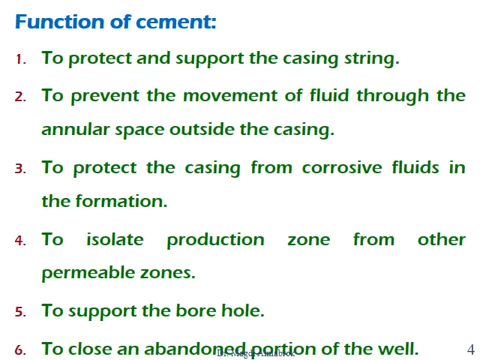 Function of cement:
1. To protect and support the casing string.
2. To prevent the movement of fluid through the
annular space outside the casing.
3. To protect the casing from corrosive fluids in
the formation.
4. To isolate production zone from other
permeable zones.
5. To support the bore hole.
6. To close an abandoned portion of the well.
4